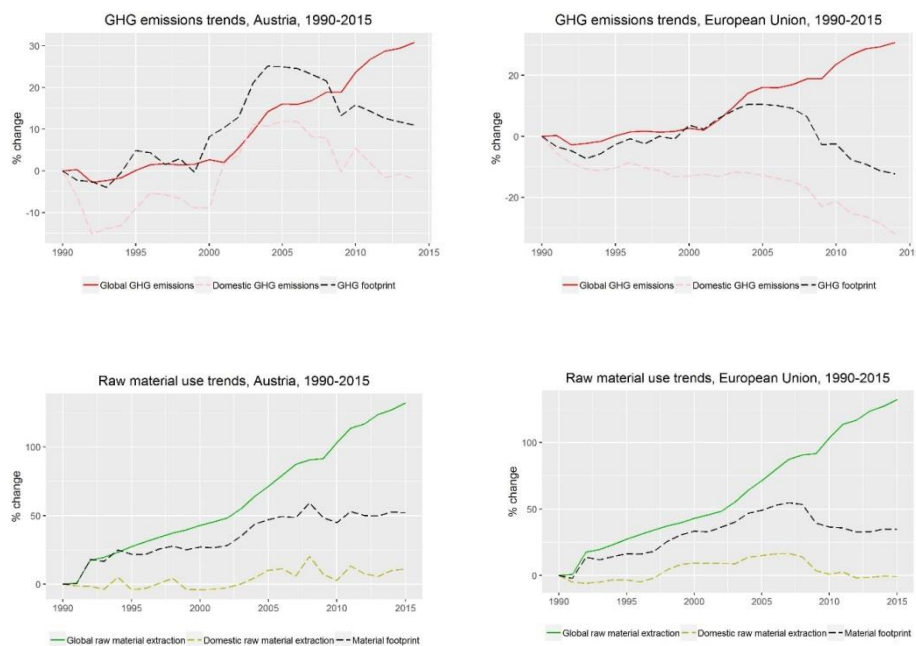 GHG emissions trends, Austria, 1990-2015
% change
30
20
10
0
-10
1990 1995 2000 2005 2010 2015
Global GHG emissions Domestic GHG emissions GHG footprint
GHG emissions trends, European Union, 1990-2015
% change
20
0
-20
1990 1995 2000 2005 2010 201
Global GHG emissions Domestic GHG emissions GHG footprint
Raw material use trends, Austria, 1990-2015
% change
100
50
0
1990 1995 2000 2005 2010 2015
Global raw material extraction Domestic raw material extraction Material footprint
Raw material use trends, European Union, 1990-2015
% change
100
50
0
1990 1995 2000 2005 2010 2015
Global raw material extraction Domestic raw material extraction Material footprint